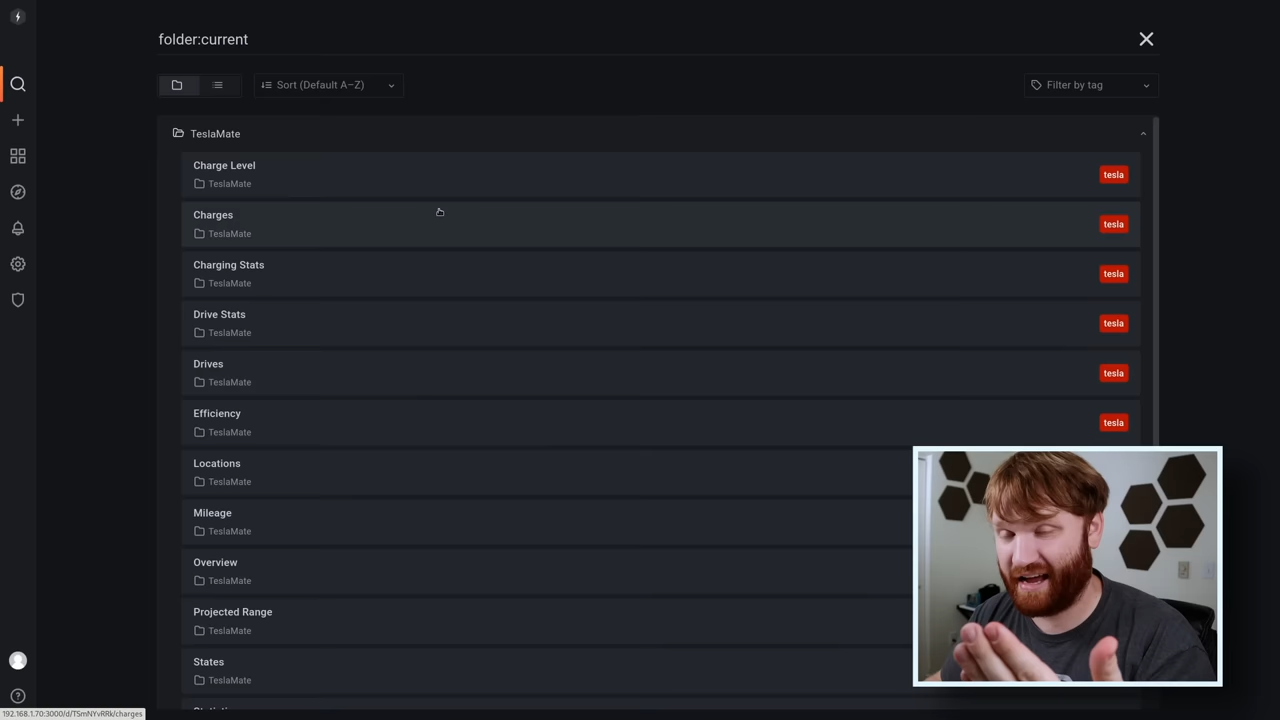 folder:current
Sort (Default A–Z)
Filter by tag
TeslaMate
Charge Level
TeslaMate
tesla
Charges
TeslaMate
tesla
Charging Stats
TeslaMate
tesla
Drive Stats
TeslaMate
tesla
Drives
TeslaMate
tesla
Efficiency
TeslaMate
tesla
Locations
TeslaMate
Mileage
TeslaMate
Overview
TeslaMate
Projected Range
TeslaMate
States
TeslaMate
192.168.1.70:3000/d/TSmNYvRRk/charges